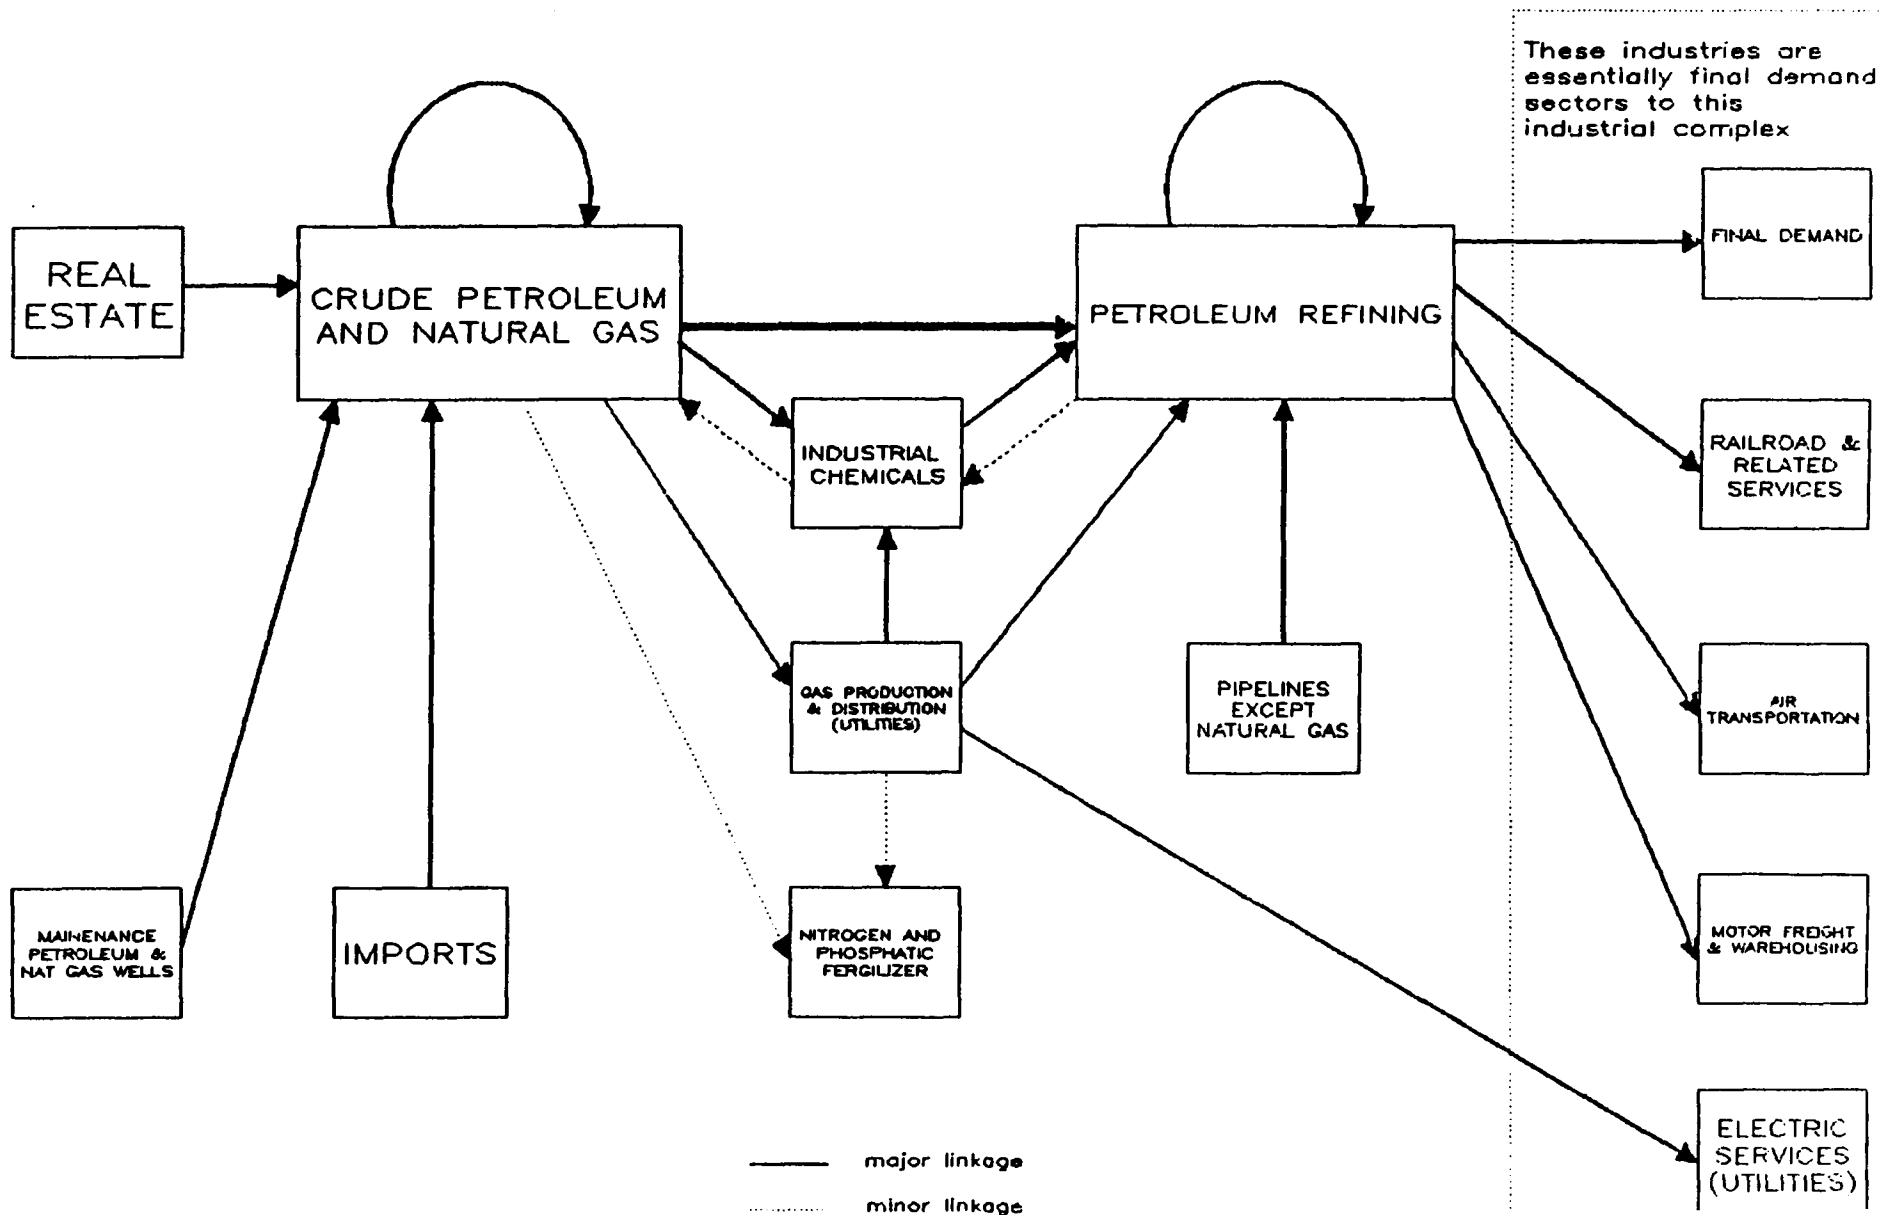 These industries are
essentially final demand
sectors to this
industrial complex
REAL
ESTATE
CRUDE PETROLEUM
AND NATURAL GAS
PETROLEUM REFINING
FINAL DEMAND
INDUSTRIAL
CHEMICALS
RAILROAD &
RELATED
SERVICES
GAS PRODUCTION
& DISTRIBUTION
(UTILITIES)
PIPELINES
EXCEPT
NATURAL GAS
AIR
TRANSPORTATION
MAINENANCE
PETROLEUM &
NAT GAS WELLS
IMPORTS
NITROGEN AND
PHOSPHATIC
FERGILIZER
MOTOR FREIGHT
& WAREHOUSING
ELECTRIC
SERVICES
(UTILITIES)
major linkage
minor linkage